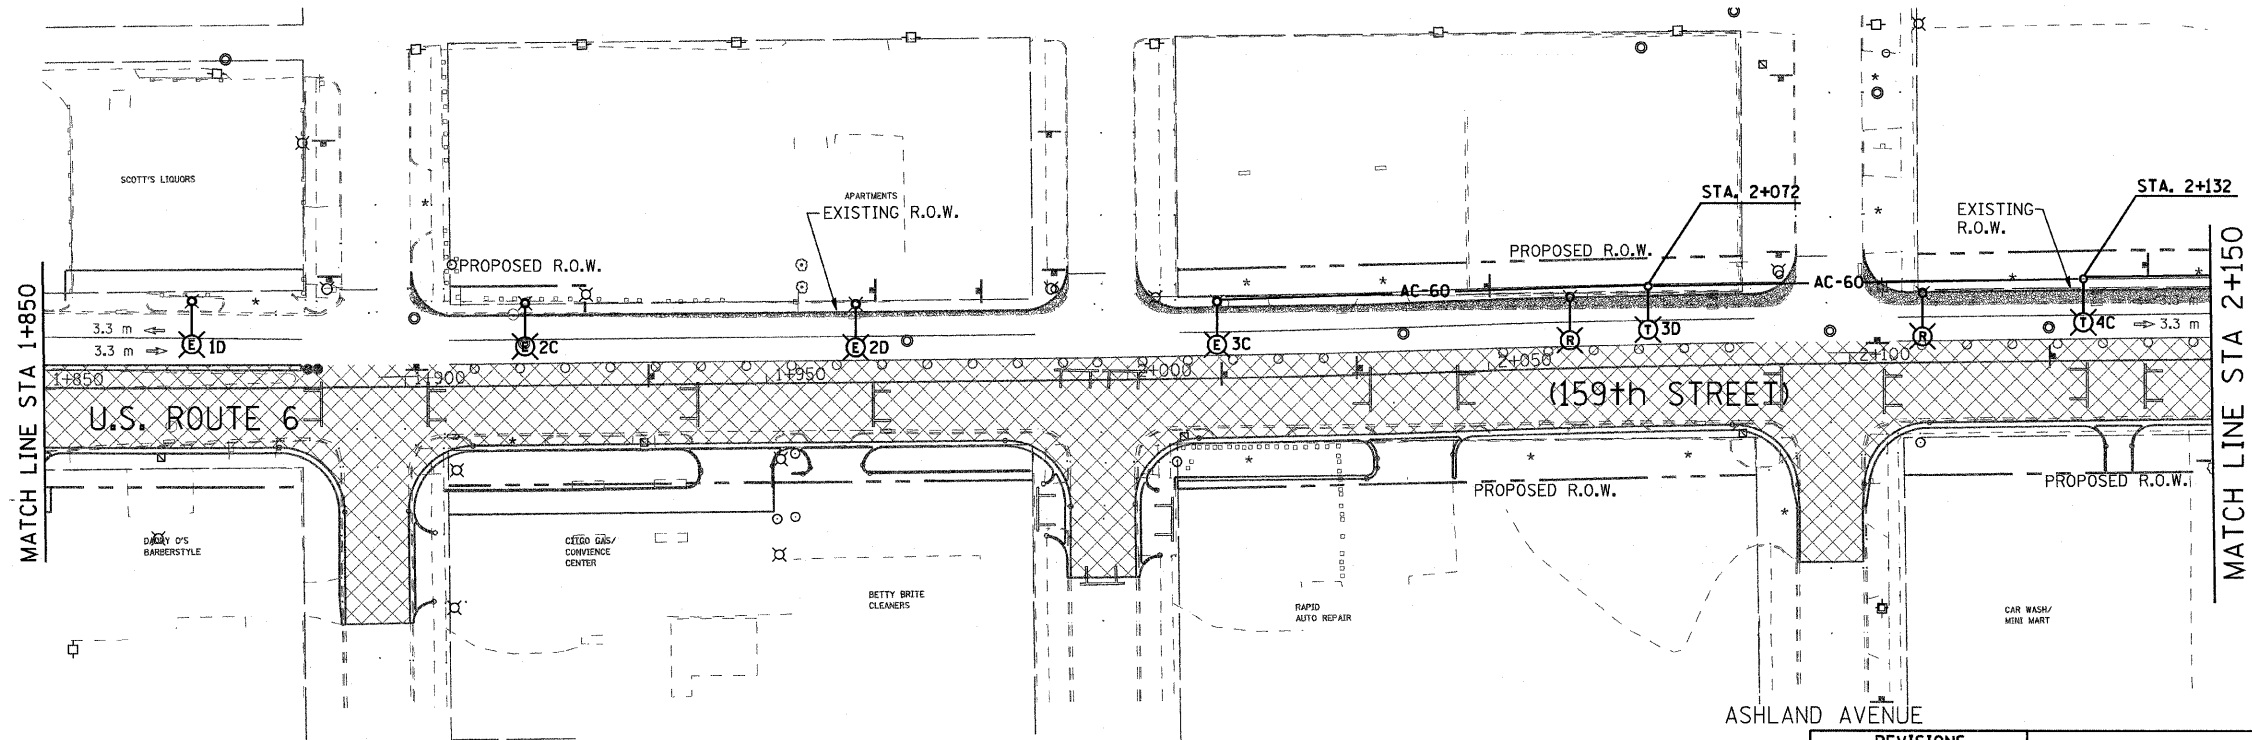 SCOTT'S LIQUORS
APARTMENTS
EXISTING R.O.W.
STA. 2+072
STA. 2+132
EXISTING
R.O.W.
PROPOSED R.O.W.
PROPOSED R.O.W.
MATCH LINE STA 1+850
MATCH LINE STA 2+150
AC-60
AC-60
3.3 m
3.3 m
E 1D
2C
E 2D
E 3C
R
T 3D
R
T 4C
3.3 m
3.3 m
1+850
1+900
1+950
2+000
2+050
2+100
U.S. ROUTE 6
(159th STREET)
PROPOSED R.O.W.
PROPOSED R.O.W.
BARBERSTYLE
CITGO GAS/
CONVIENCE
CENTER
BETTY BRITE
CLEANERS
RAPID
AUTO REPAIR
CAR WASH/
MINI MART
ASHLAND AVENUE
REVISIONS